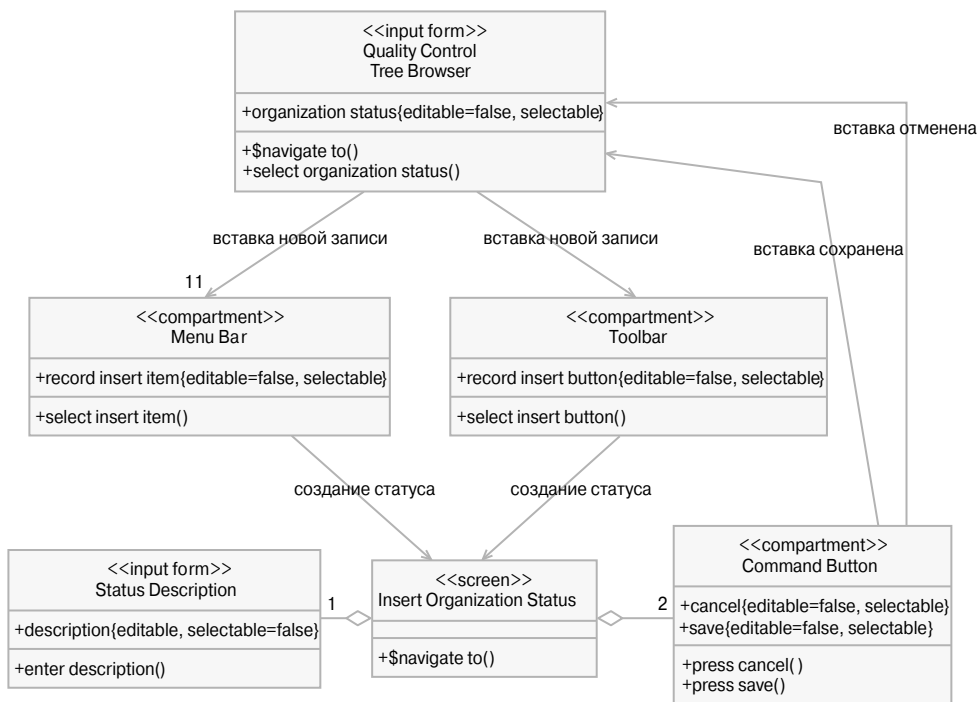 <<input form>>
Quality Control
Tree Browser
+organization status{editable=false, selectable}
+$navigate to()
+select organization status()
вставка отменена
вставка сохранена
вставка новой записи
вставка новой записи
11
<<compartment>>
Menu Bar
+record insert item{editable=false, selectable}
+select insert item()
<<compartment>>
Toolbar
+record insert button{editable=false, selectable}
+select insert button()
создание статуса
создание статуса
<<input form>>
Status Description
+description{editable, selectable=false}
+enter description()
1
<<screen>>
Insert Organization Status
+$navigate to()
2
<<compartment>>
Command Button
+cancel{editable=false, selectable}
+save{editable=false, selectable}
+press cancel()
+press save()